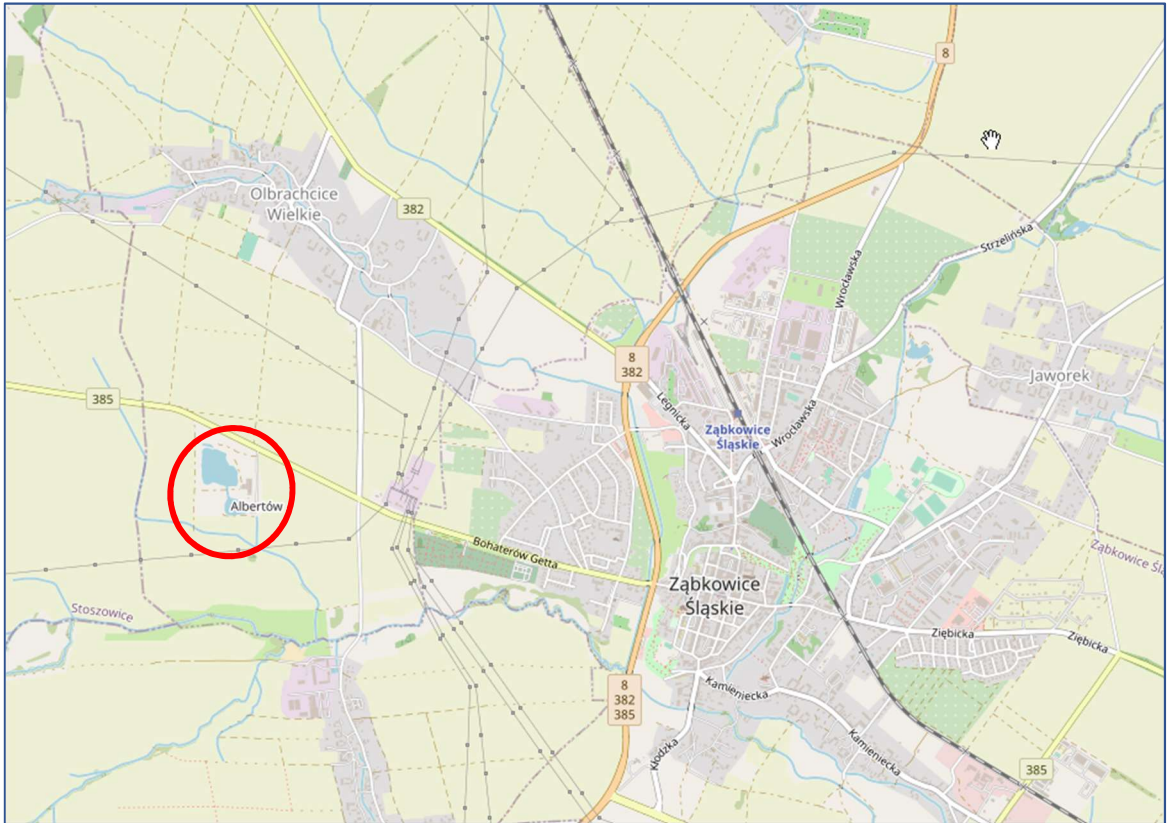 8
Olbrachcice
Wielkie
382
Strzelińska
Wrocławska
8
382
Jaworek
385
Legnicka
Ząbkowice
Śląskie
Wrocławska
Albertów
Bohaterów Getta
Ząbkowice Ślą
Ząbkowice
Śląskie
Stoszowice
Ziębicka
Ziębicka
8
382
385
Kamieniecka
Kłodzka
Kamieniecka
385